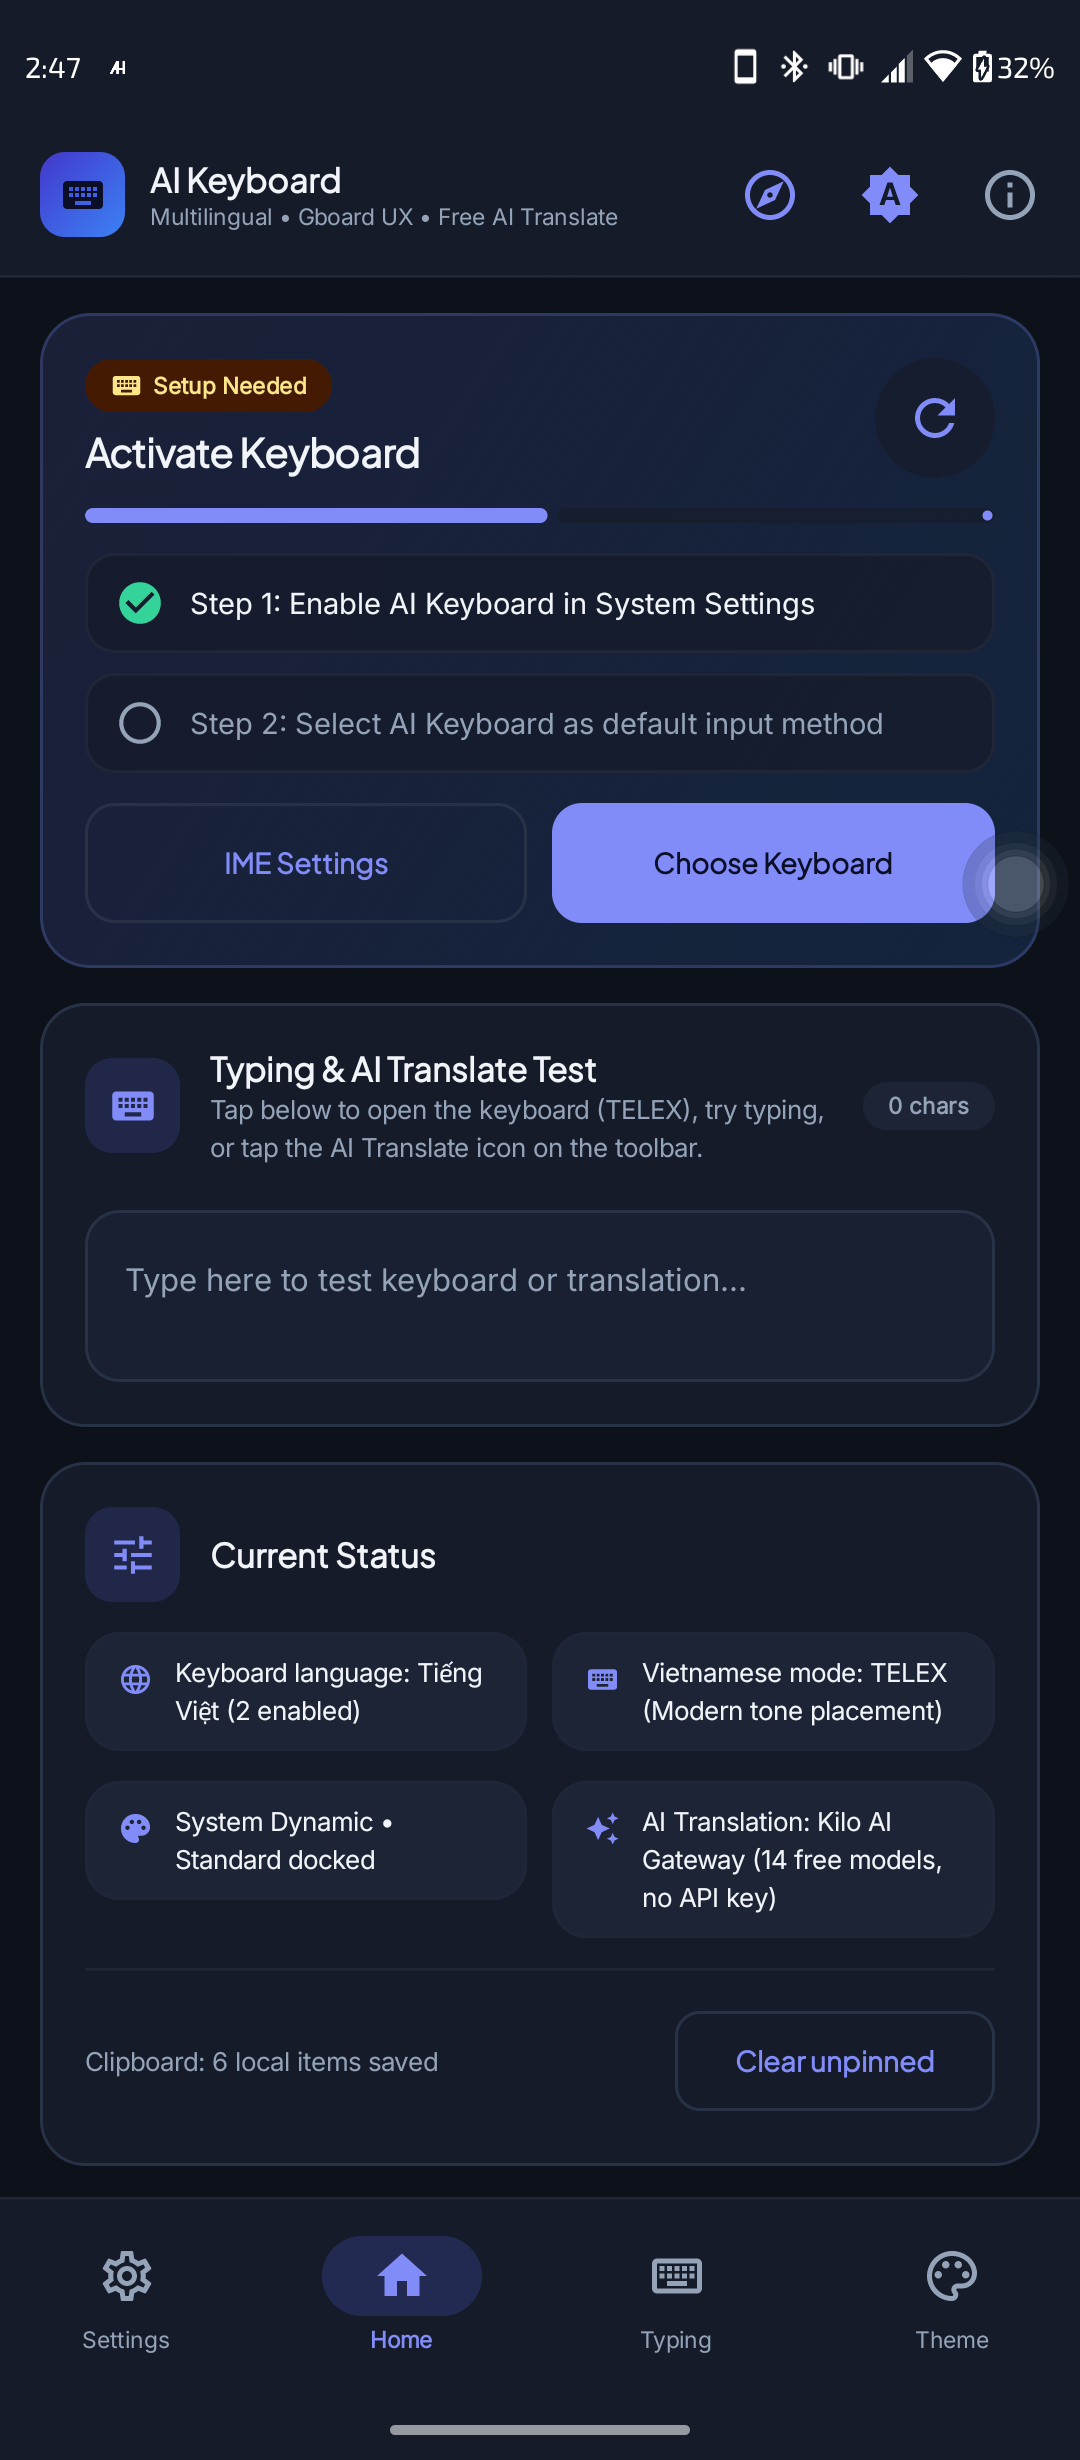 2:47
32%
AI Keyboard
Multilingual • Gboard UX • Free AI Translate
A
Setup Needed
Activate Keyboard
Step 1: Enable AI Keyboard in System Settings
Step 2: Select AI Keyboard as default input method
IME Settings
Choose Keyboard
Typing & AI Translate Test
Tap below to open the keyboard (TELEX), try typing,
or tap the AI Translate icon on the toolbar.
0 chars
Type here to test keyboard or translation...
Current Status
Keyboard language: Tiếng
Việt (2 enabled)
Vietnamese mode: TELEX
(Modern tone placement)
System Dynamic •
Standard docked
AI Translation: Kilo AI
Gateway (14 free models,
no API key)
Clipboard: 6 local items saved
Clear unpinned
Settings
Home
Typing
Theme